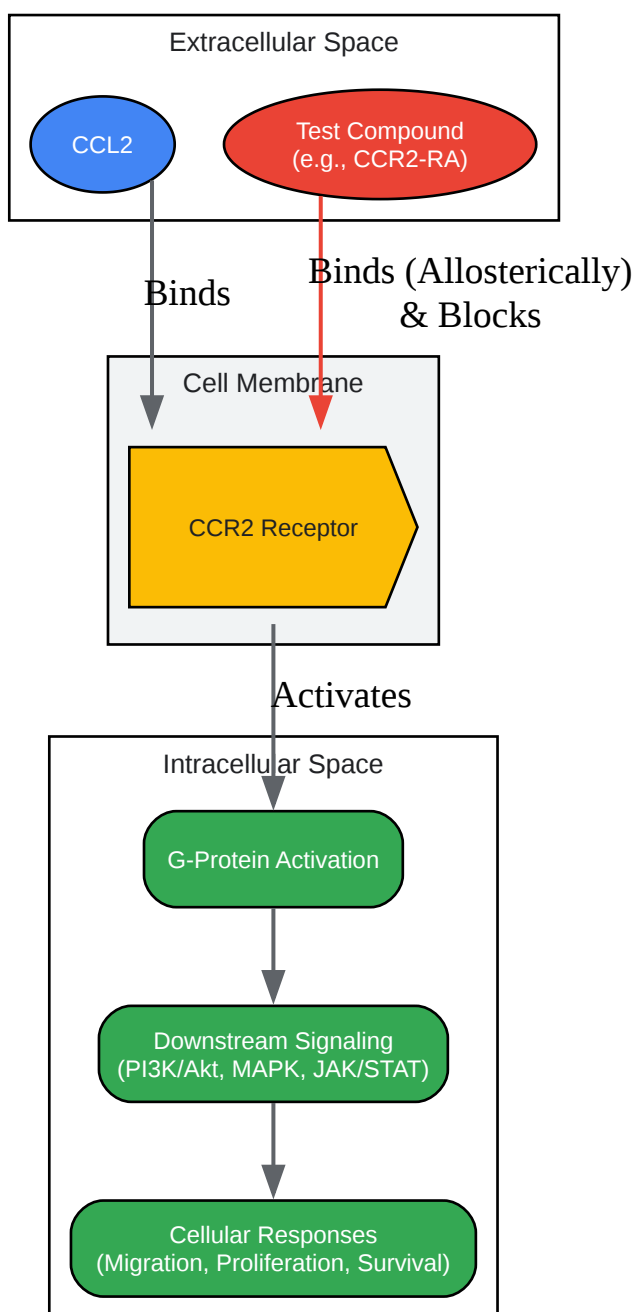 Extracellular Space
CCL2
Test Compound
(e.g., CCR2-RA)
Binds
Binds (Allosterically)
& Blocks
Cell Membrane
CCR2 Receptor
Activates
Intracellular Space
G-Protein Activation
Downstream Signaling
(PI3K/Akt, MAPK, JAK/STAT)
Cellular Responses
(Migration, Proliferation, Survival)